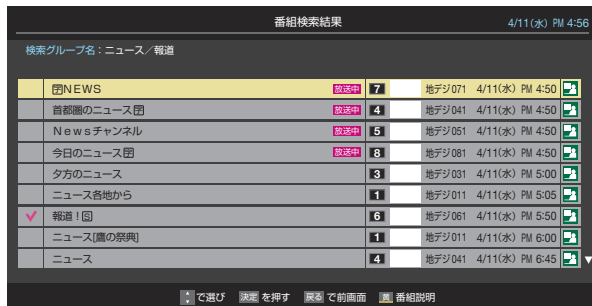 番組検索結果 4/11(水) PM 4:56
検索グループ名：ニュース／報道
字NEWS 放送中 7 地デジ071 4/11(水) PM 4:50
首都圏のニュース字 放送中 4 地デジ041 4/11(水) PM 4:50
Newsチャンネル 放送中 5 地デジ051 4/11(水) PM 4:50
今日のニュース字 放送中 8 地デジ081 4/11(水) PM 4:50
夕方のニュース 3 地デジ031 4/11(水) PM 5:00
ニュース各地から 1 地デジ011 4/11(水) PM 5:05
報道！S 6 地デジ061 4/11(水) PM 5:50
ニュース[鷹の祭典] 1 地デジ011 4/11(水) PM 6:00
ニュース 4 地デジ041 4/11(水) PM 6:45
で選び 決定 を押す 戻る で前画面 黄 番組説明